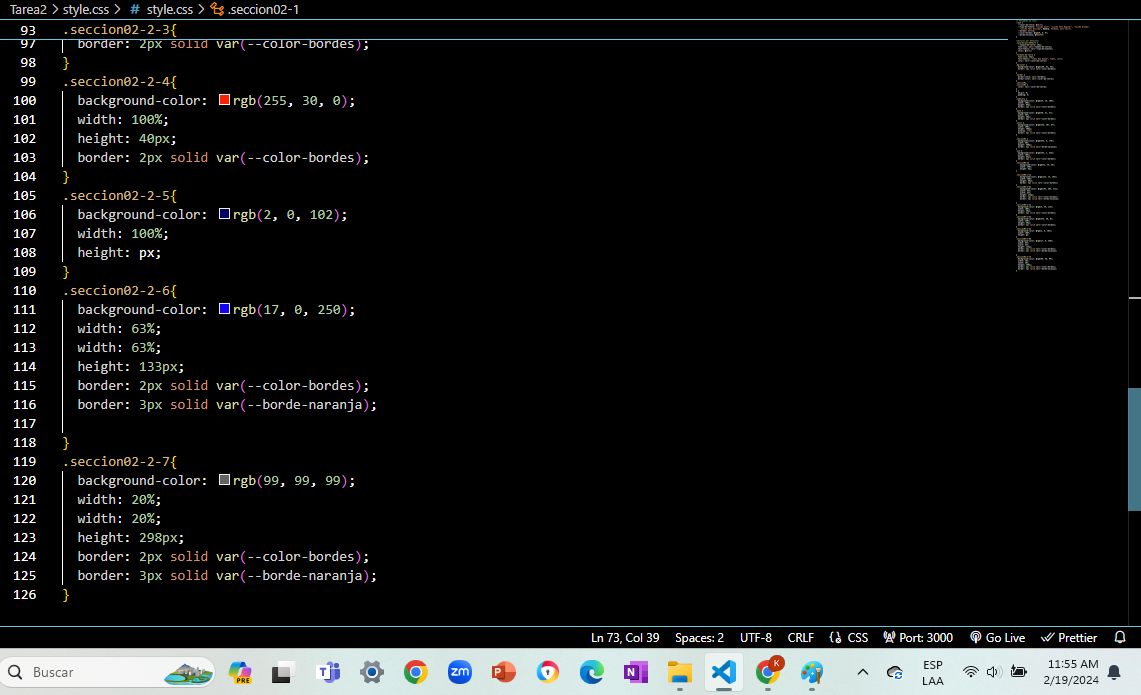 Tarea2 > style.css > # style.css > .seccion02-1
93 .seccion02-2-3{
97 border: 2px solid var(--color-bordes);
98 }
99 .seccion02-2-4{
100 background-color: rgb(255, 30, 0);
101 width: 100%;
102 height: 40px;
103 border: 2px solid var(--color-bordes);
104 }
105 .seccion02-2-5{
106 background-color: rgb(2, 0, 102);
107 width: 100%;
108 height: px;
109 }
110 .seccion02-2-6{
111 background-color: rgb(17, 0, 250);
112 width: 63%;
113 width: 63%;
114 height: 133px;
115 border: 2px solid var(--color-bordes);
116 border: 3px solid var(--borde-naranja);
117
118 }
119 .seccion02-2-7{
120 background-color: rgb(99, 99, 99);
121 width: 20%;
122 width: 20%;
123 height: 298px;
124 border: 2px solid var(--color-bordes);
125 border: 3px solid var(--borde-naranja);
126 }
Ln 73, Col 39 Spaces: 2 UTF-8 CRLF CSS Port: 3000 Go Live Prettier
Buscar PRE zm P N K ESP LAA 11:55 AM 2/19/2024